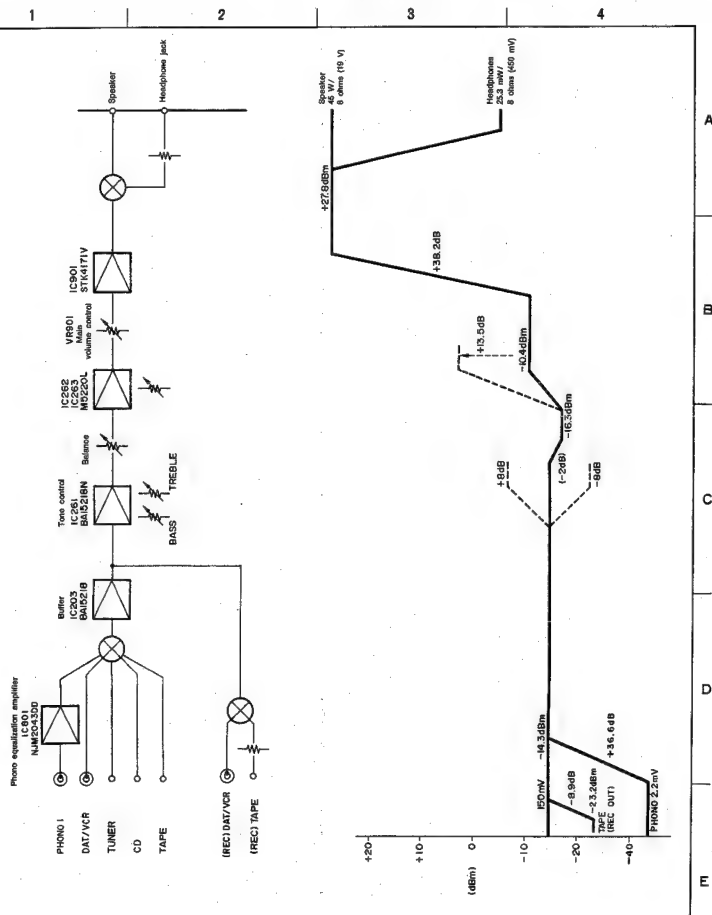 1
2
3
4
A
B
C
D
E
Speaker
Headphone jack
IC901
STK4171V
VR901
Main
volume control
IC262
IC263
M5220L
Balance
Tone control
IC261
BA15218N
TREBLE
BASS
Buffer
IC203
BA15218
Phono equalization amplifier
IC801
NJM2043DD
PHONO 1
DAT/VCR
TUNER
CD
TAPE
(REC) DAT/VCR
(REC) TAPE
Speaker
45 W/
8 ohms (19 V)
Headphones
25.3 mW/
8 ohms (450 mV)
+27.8dBm
+38.2dB
+13.5dB
-10.4dBm
-16.3dBm
(-2dB)
+8dB
-8dB
-14.3dBm
+36.6dB
150mV
-8.9dB
-23.2dBm
TAPE
(REC OUT)
PHONO 2.2mV
+20
+10
0
-10
-20
-40
(dBm)